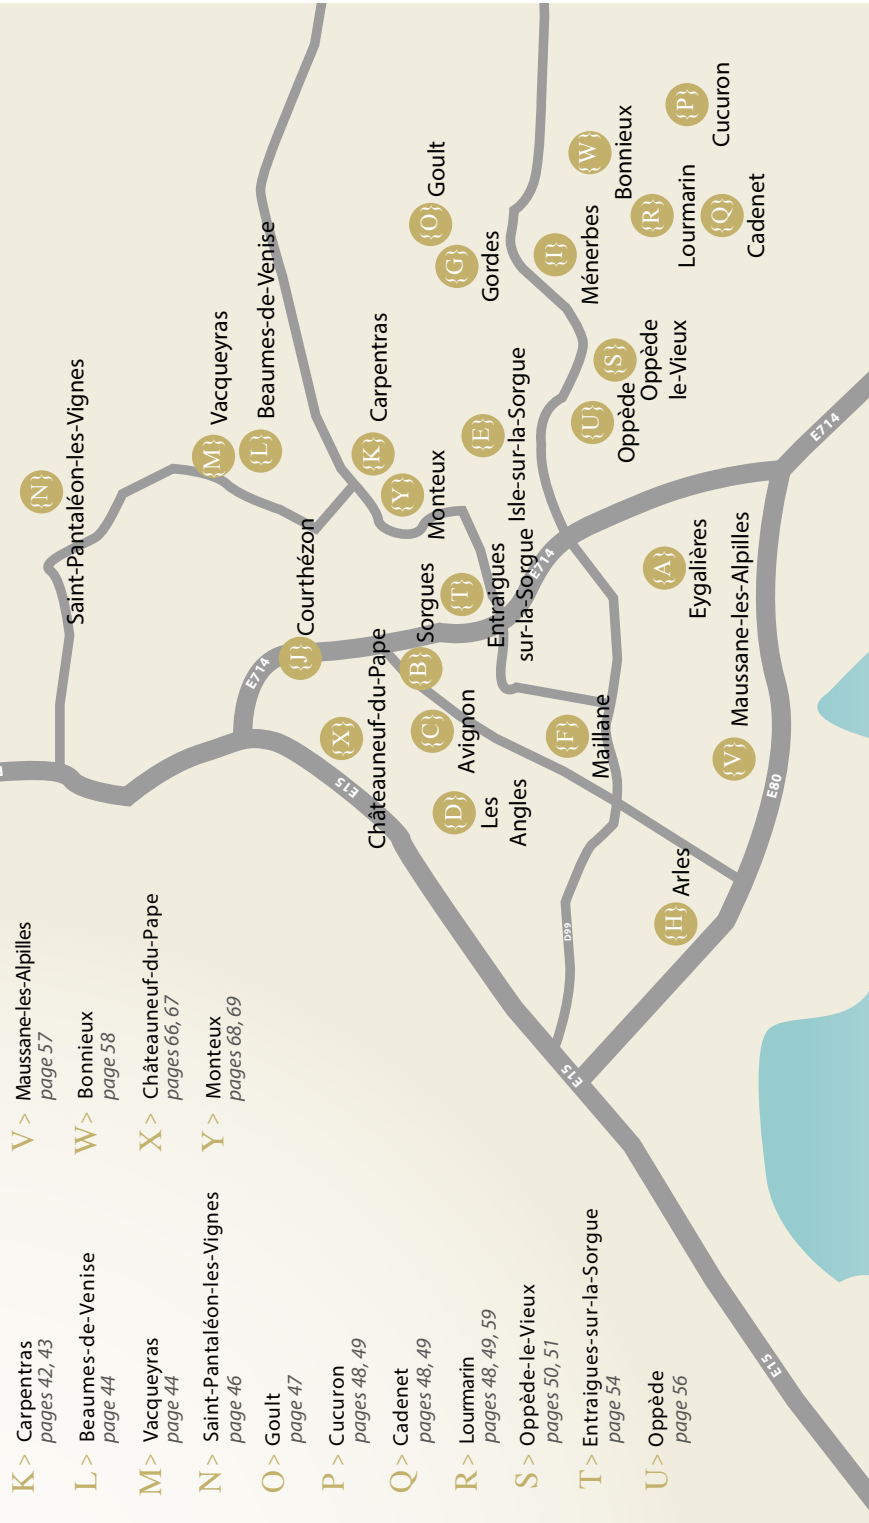 K > Carpentras
pages 42, 43
L > Beaumes-de-Venise
page 44
M > Vacqueyras
page 44
N > Saint-Pantaléon-les-Vignes
page 46
O > Goult
page 47
P > Cucuron
pages 48, 49
Q > Cadenet
pages 48, 49
R > Lourmarin
pages 48, 49, 59
S > Oppède-le-Vieux
pages 50, 51
T > Entraigues-sur-la-Sorgue
page 54
U > Oppède
page 56
V > Maussane-les-Alpilles
page 57
W > Bonnieux
page 58
X > Châteauneuf-du-Pape
pages 66, 67
Y > Monteux
pages 68, 69
{N}
Saint-Pantaléon-les-Vignes
{M}
Vacqueyras
{L}
Beaumes-de-Venise
E714
{J}
Courthézon
{X}
Châteauneuf-du-Pape
E15
{K}
Carpentras
{Y}
Monteux
{B}
Sorgues
{O}
Goult
{G}
Gordes
{C}
Avignon
{D}
Les
Angles
{T}
Entraigues
sur-la-Sorgue
{E}
Isle-sur-la-Sorgue
E714
{I}
Ménerbes
{W}
Bonnieux
{F}
Maillane
D99
E15
{U}
Oppède
{S}
Oppède
le-Vieux
{R}
Lourmarin
{P}
Cucuron
{Q}
Cadenet
{A}
Eygalières
{H}
Arles
{V}
Maussane-les-Alpilles
E80
E714
E15